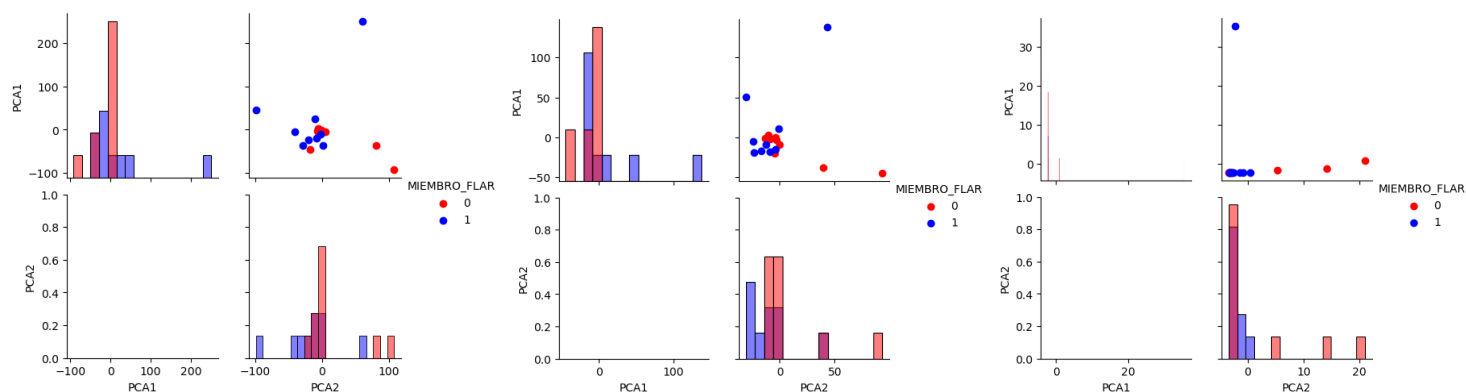 PCA1
200
100
0
-100
MIEMBRO_FLAR
0
1
PCA2
1.0
0.8
0.6
0.4
0.2
0.0
-100 0 100 200
PCA1
-100 0 100
PCA2
PCA1
100
50
0
-50
MIEMBRO_FLAR
0
1
PCA2
1.0
0.8
0.6
0.4
0.2
0.0
0 100
PCA1
0 50
PCA2
PCA1
30
20
10
0
MIEMBRO_FLAR
0
1
PCA2
1.0
0.8
0.6
0.4
0.2
0.0
0 20
PCA1
0 10 20
PCA2